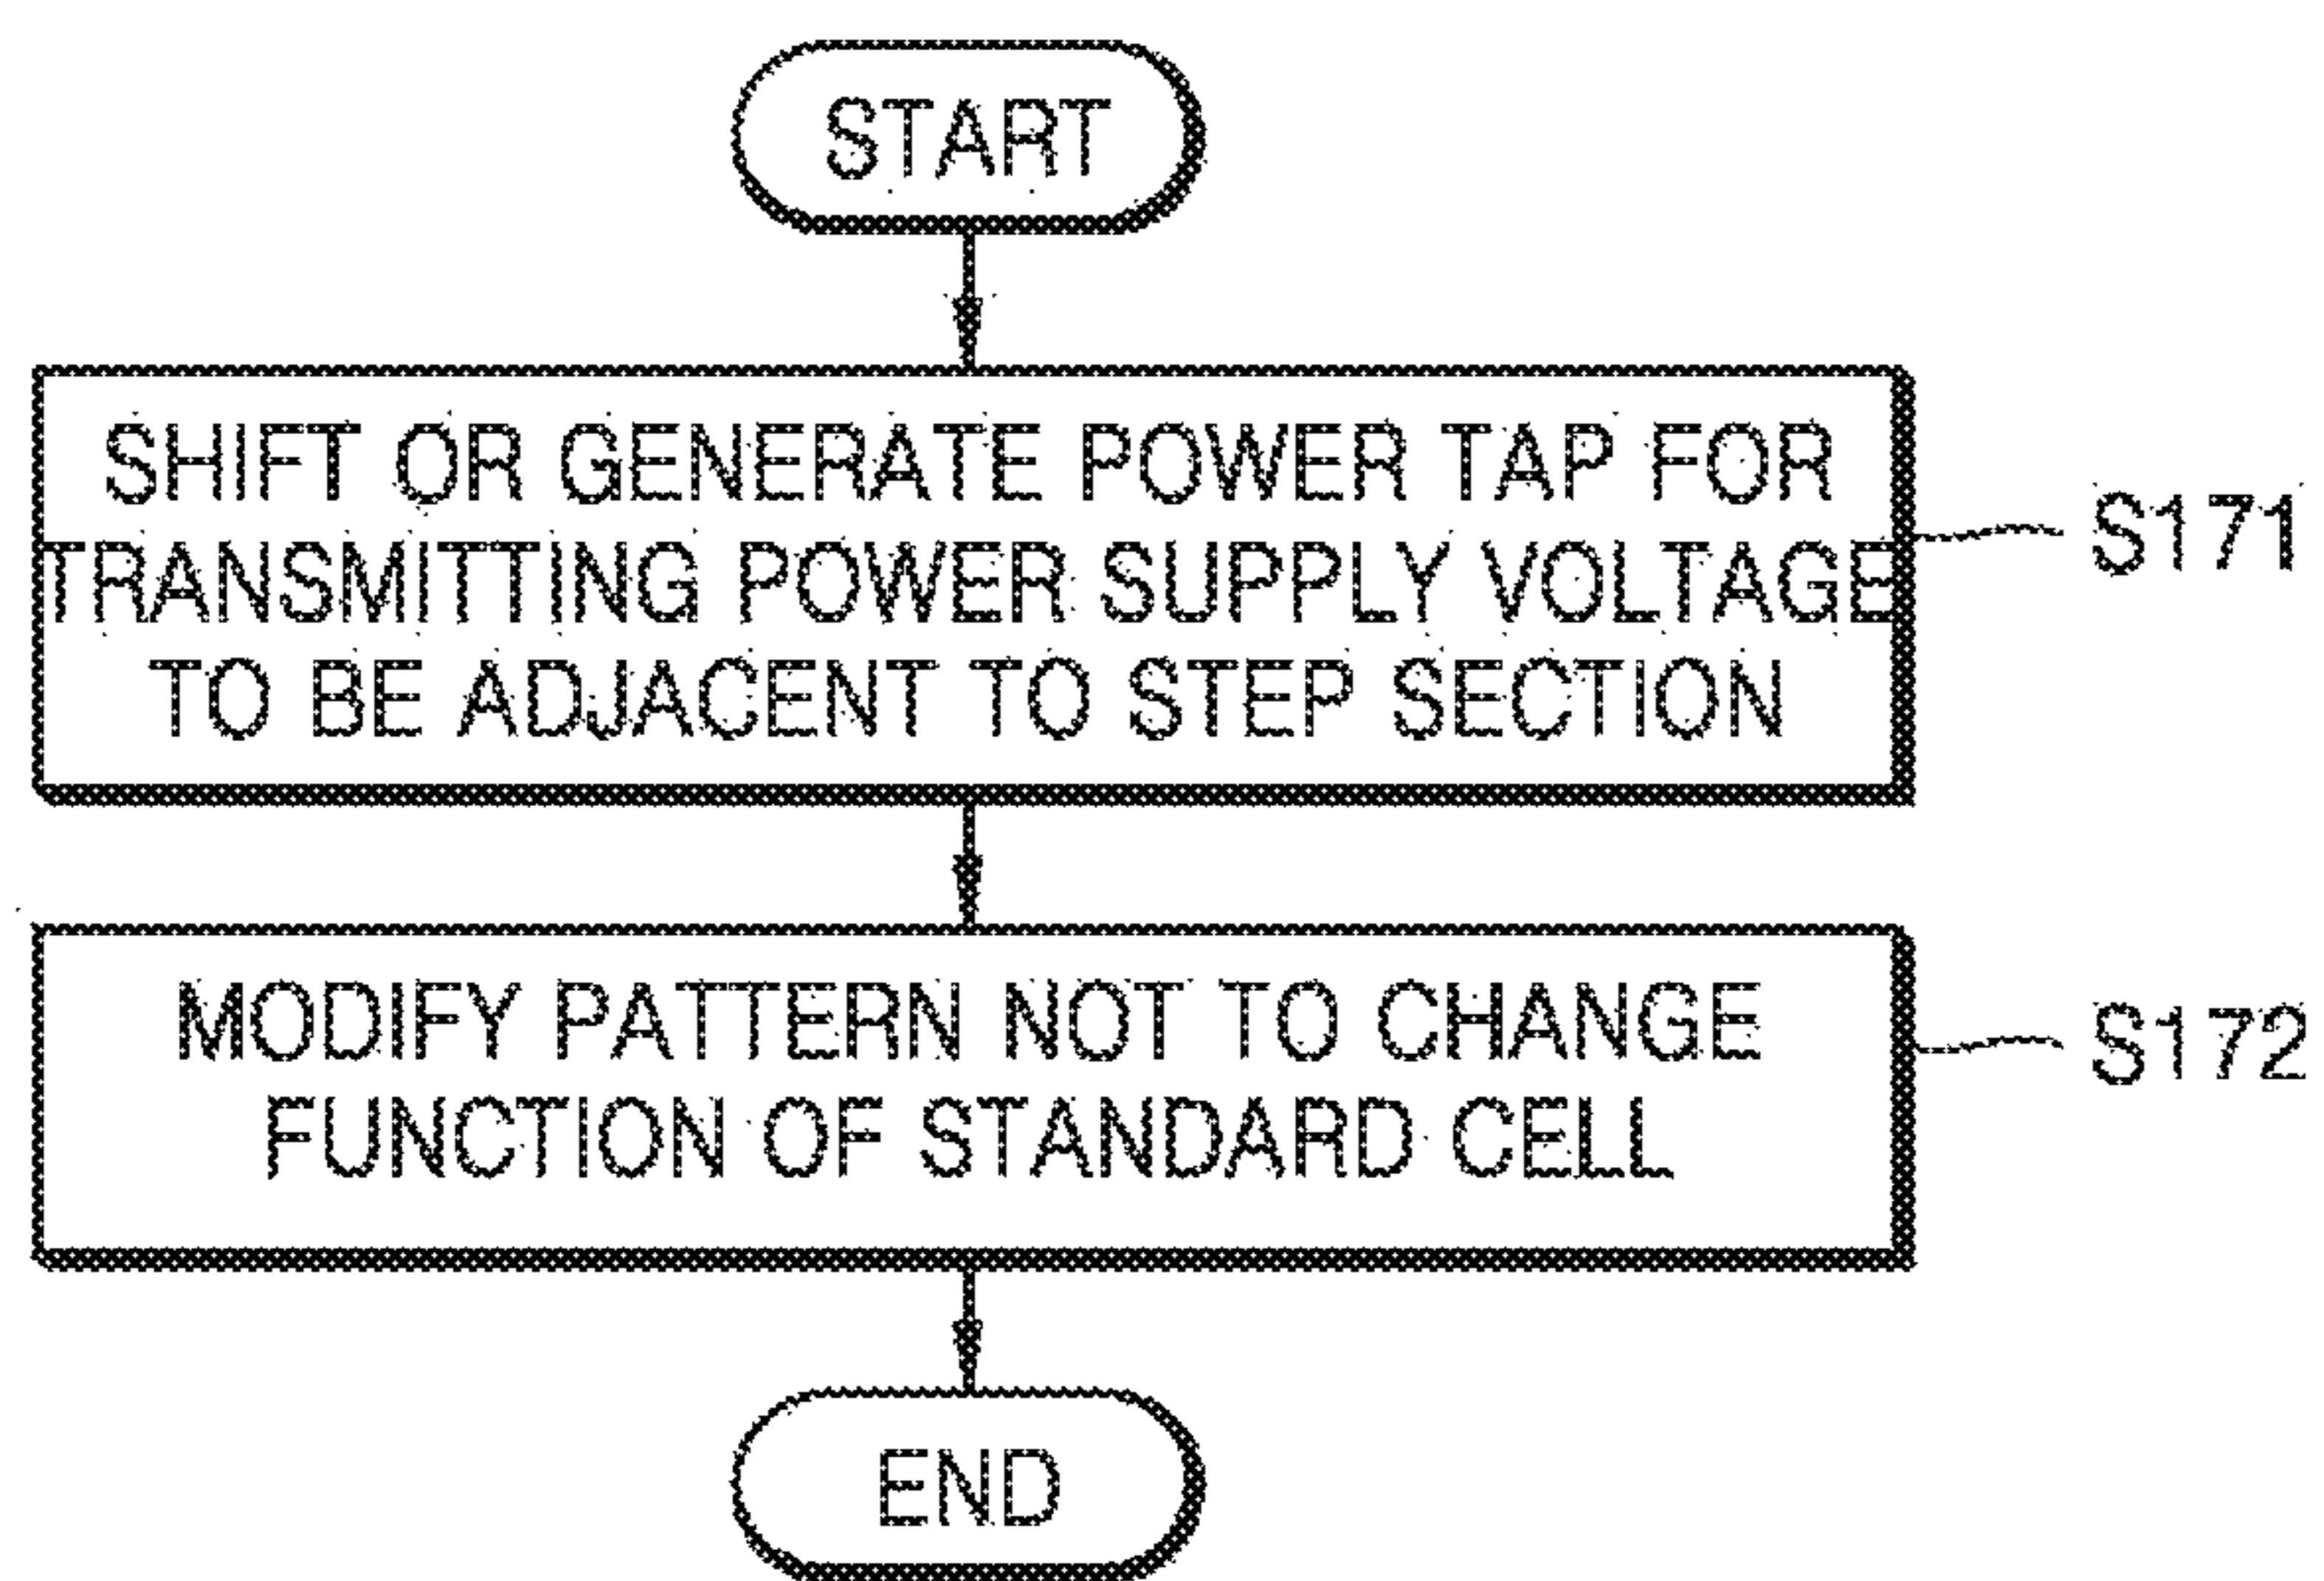 START
SHIFT OR GENERATE POWER TAP FOR
TRANSMITTING POWER SUPPLY VOLTAGE
TO BE ADJACENT TO STEP SECTION
S171
MODIFY PATTERN NOT TO CHANGE
FUNCTION OF STANDARD CELL
S172
END